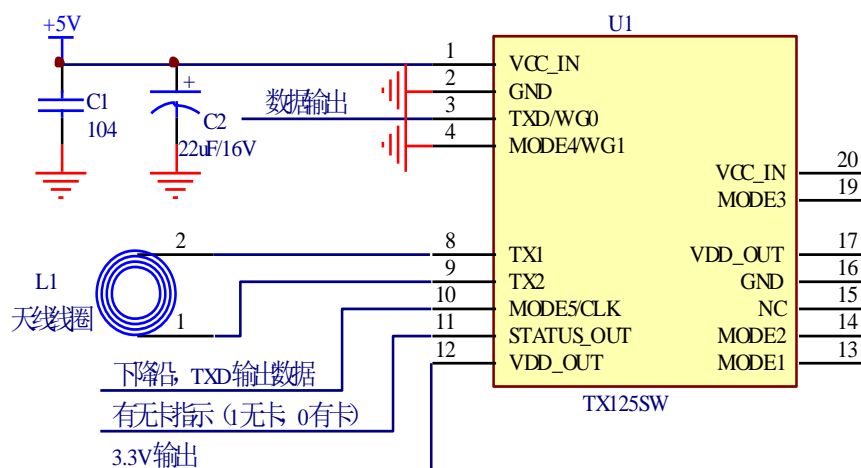 U1
+5V
1 VCC_IN
2 GND
数据输出 3 TXD/WG0
4 MODE4/WG1
C1
104
C2
22uF/16V
VCC_IN 20
MODE3 19
2 8 TX1 VDD_OUT 17
L1 9 TX2 GND 16
天线线圈 10 MODE5/CLK NC 15
1 11 STATUS_OUT MODE2 14
12 VDD_OUT MODE1 13
下降沿，TXD输出数据
TX125SW
有无卡指示（1无卡，0有卡）
3.3V输出